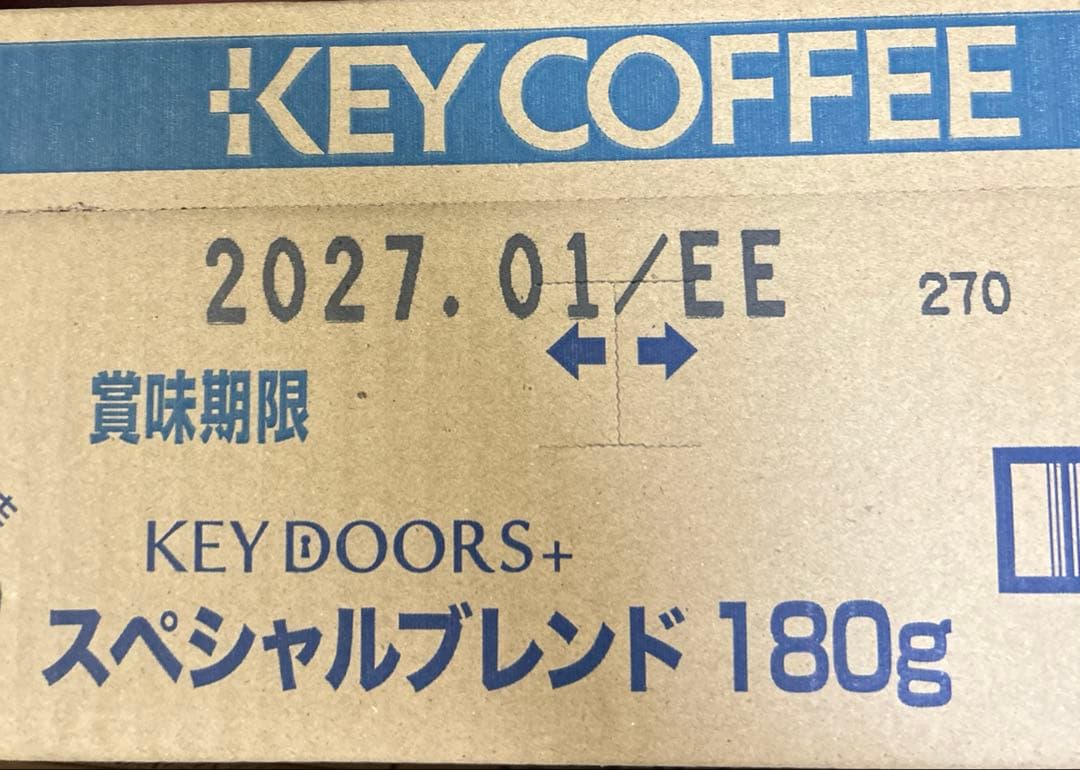 KEY COFFEE
2027.01/EE 270
賞味期限
KEY DOORS+
スペシャルブレンド 180g